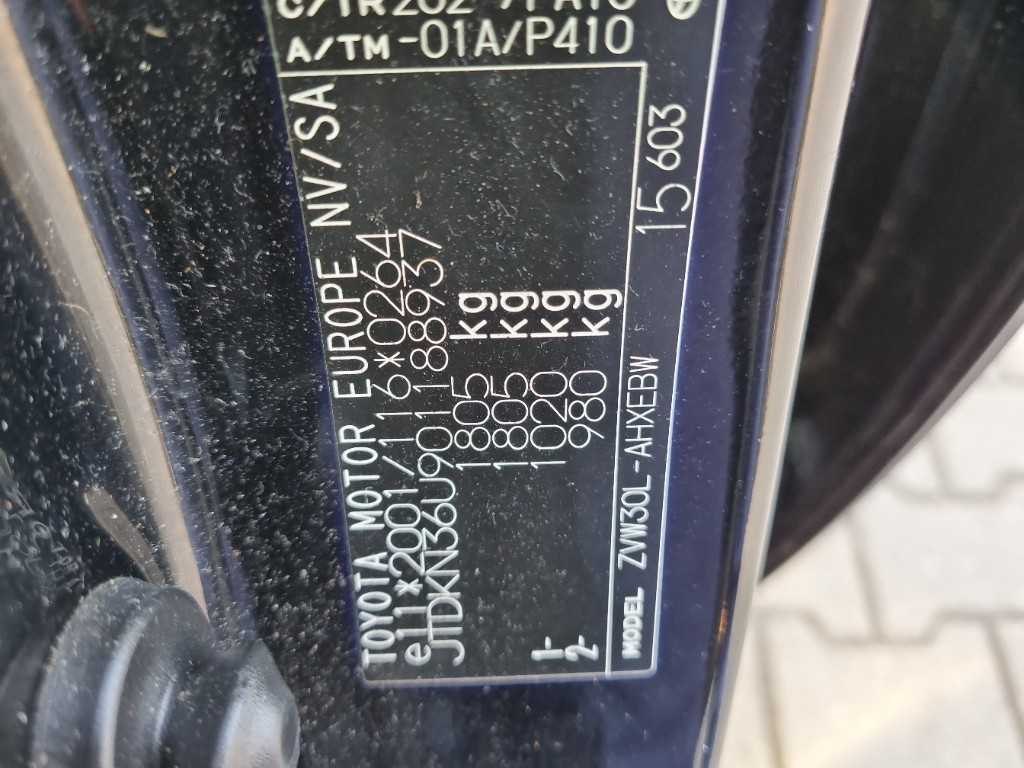 A/TM-01A/P410
TOYOTA MOTOR EUROPE NV/SA
e11*2001/116*0264
JTDKN36U901188937
1805 kg
1805 kg
1- 1020 kg
2- 980 kg
MODEL ZVW30L-AHXEBW
15 603